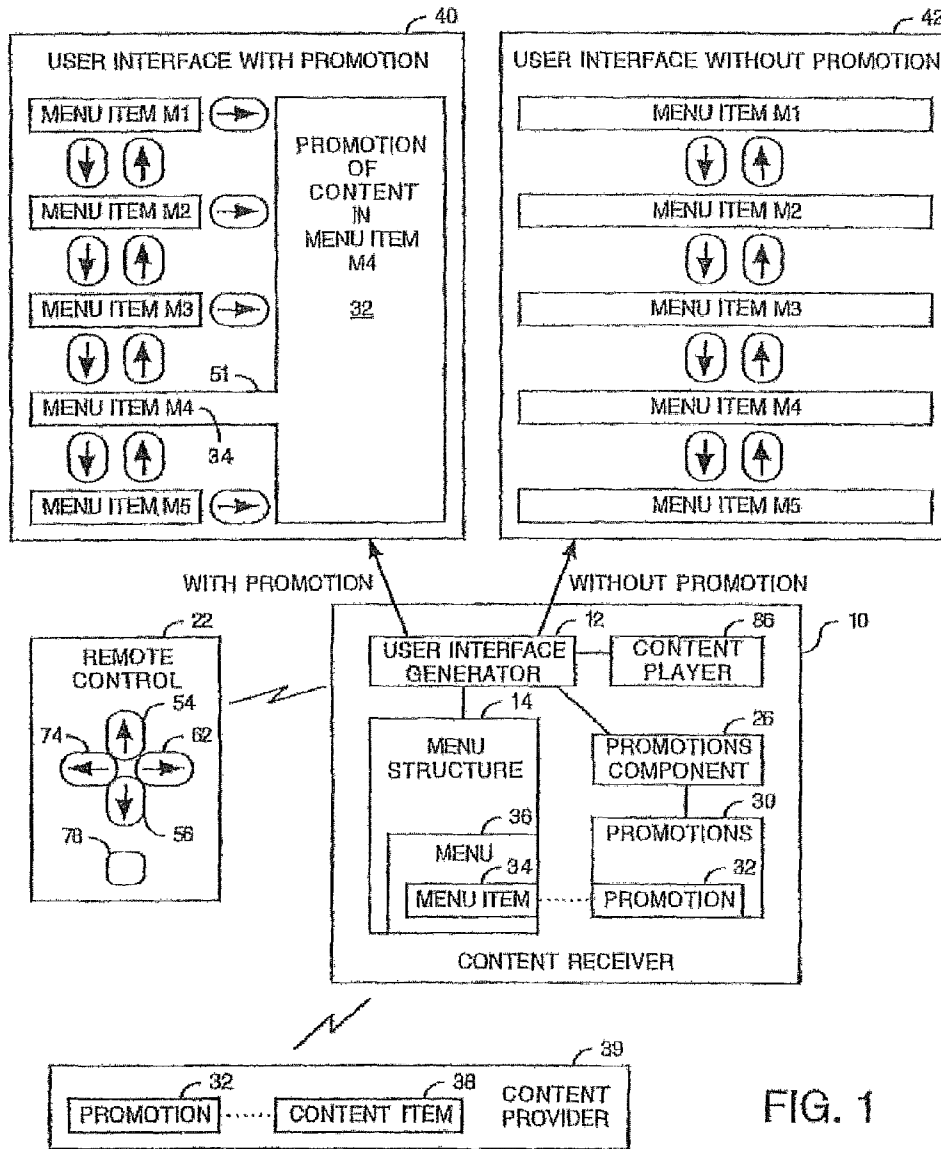 40
USER INTERFACE WITH PROMOTION
MENU ITEM M1
MENU ITEM M2
MENU ITEM M3
51
MENU ITEM M4
34
MENU ITEM M5
PROMOTION
OF
CONTENT
IN
MENU ITEM
M4
32
42
USER INTERFACE WITHOUT PROMOTION
MENU ITEM M1
MENU ITEM M2
MENU ITEM M3
MENU ITEM M4
MENU ITEM M5
WITH PROMOTION
WITHOUT PROMOTION
22
REMOTE
CONTROL
54
74
62
56
78
10
12
USER INTERFACE
GENERATOR
86
CONTENT
PLAYER
14
MENU
STRUCTURE
26
PROMOTIONS
COMPONENT
36
MENU
30
PROMOTIONS
34
MENU ITEM
32
PROMOTION
CONTENT RECEIVER
39
32
PROMOTION
38
CONTENT ITEM
CONTENT
PROVIDER
FIG. 1